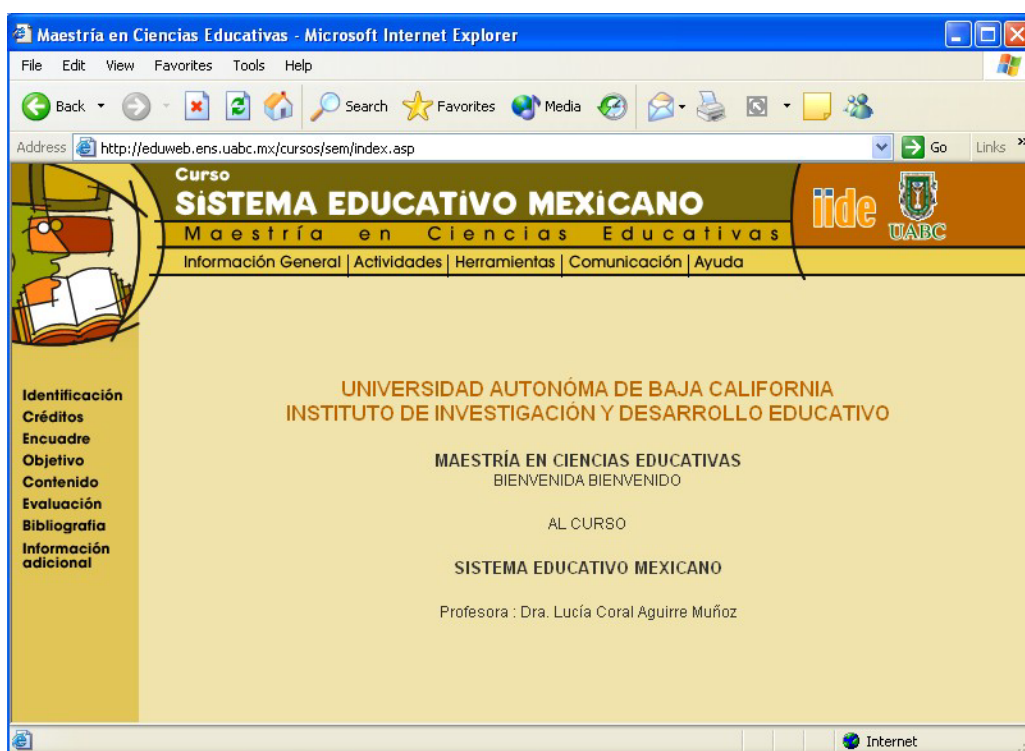 Maestría en Ciencias Educativas - Microsoft Internet Explorer
File Edit View Favorites Tools Help
Back Search Favorites Media
Address http://eduweb.ens.uabc.mx/cursos/sem/index.asp Go Links »
Curso
SiSTEMA EDUCATiVO MEXiCANO
Maestría en Ciencias Educativas
iide
UABC
Información General | Actividades | Herramientas | Comunicación | Ayuda
Identificación
Créditos
Encuadre
Objetivo
Contenido
Evaluación
Bibliografia
Información
adicional
UNIVERSIDAD AUTONÓMA DE BAJA CALIFORNIA
INSTITUTO DE INVESTIGACIÓN Y DESARROLLO EDUCATIVO
MAESTRÍA EN CIENCIAS EDUCATIVAS
BIENVENIDA BIENVENIDO
AL CURSO
SISTEMA EDUCATIVO MEXICANO
Profesora : Dra. Lucía Coral Aguirre Muñoz
Internet